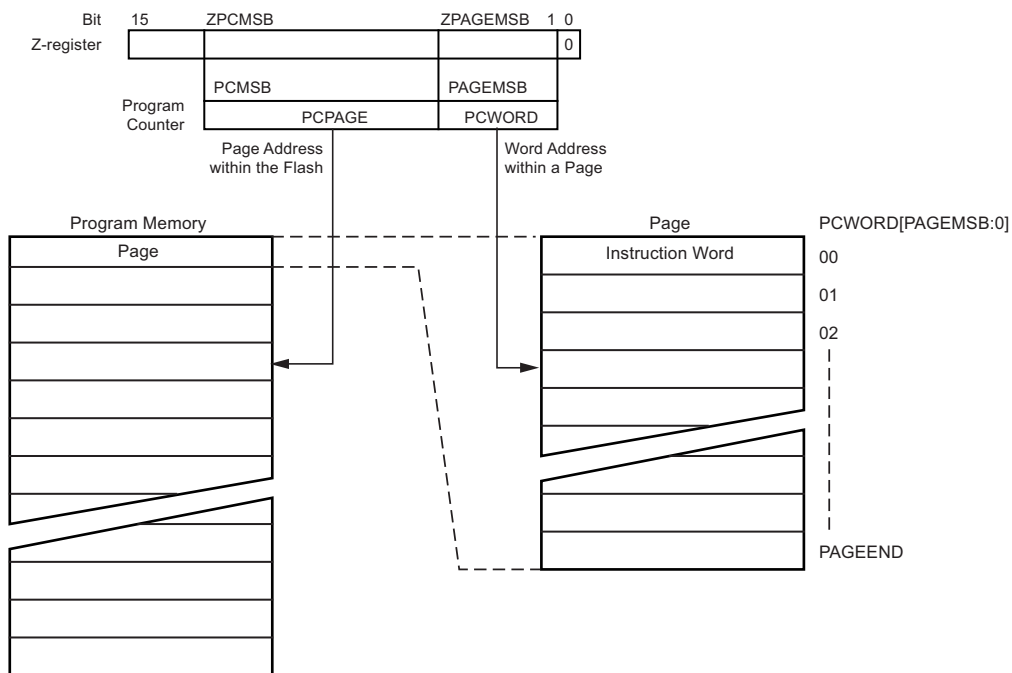 Bit 15 ZPCMSB ZPAGEMSB 1 0
Z-register 0
PCMSB PAGEMSB
Program
Counter
PCPAGE PCWORD
Page Address
within the Flash
Word Address
within a Page
Program Memory
Page
Page
Instruction Word
PCWORD[PAGEMSB:0]
00
01
02
PAGEEND